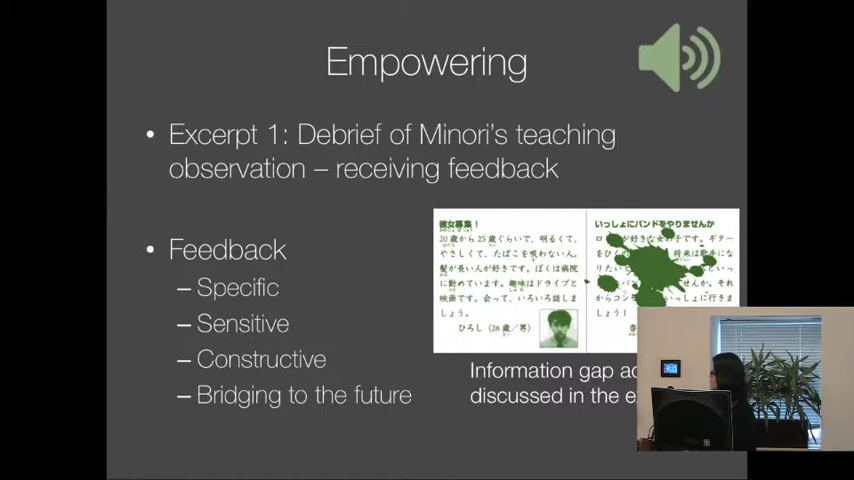 Empowering
• Excerpt 1: Debrief of Minori's teaching
observation – receiving feedback
• Feedback
– Specific
– Sensitive
– Constructive
– Bridging to the future
彼女募集！
20歳から25歳ぐらいで、明るくて、
やさしくて、たばこを吸わない人。
髪が長い人が好きです。ぼくは病院
に勤めています。趣味はドライブと
映画です。会って、いろいろ話しま
しょう。
ひろし（26歳／男）
いっしょにバンドをやりませんか
Information gap
discussed in the